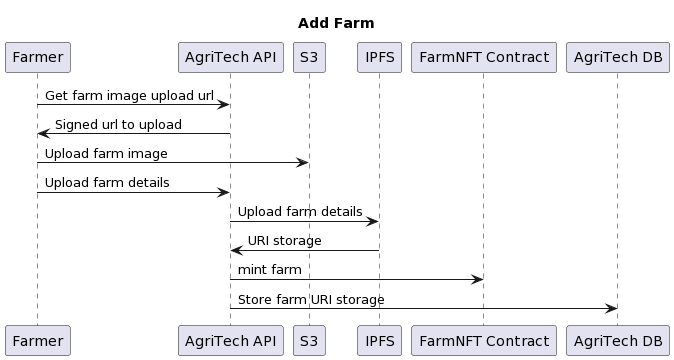 Add Farm
Farmer AgriTech API S3 IPFS FarmNFT Contract AgriTech DB
Get farm image upload url
Signed url to upload
Upload farm image
Upload farm details
Upload farm details
URI storage
mint farm
Store farm URI storage
Farmer AgriTech API S3 IPFS FarmNFT Contract AgriTech DB